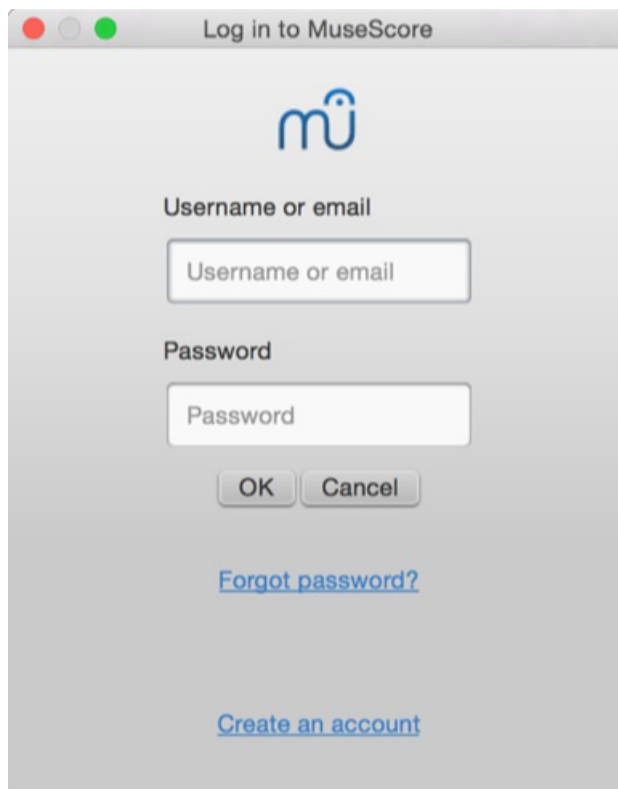 Log in to MuseScore
mu
Username or email
Username or email
Password
Password
OK Cancel
Forgot password?
Create an account